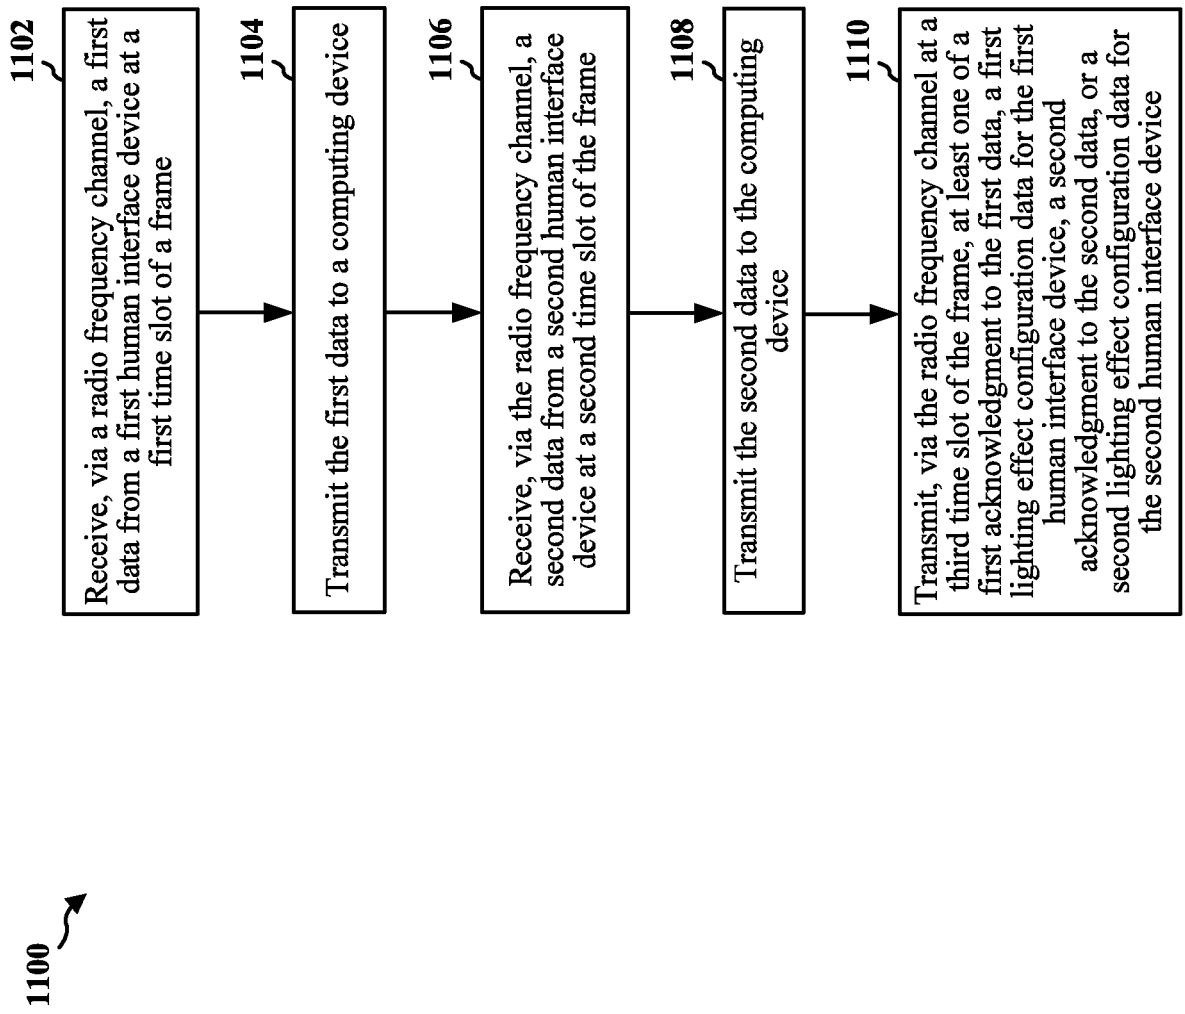 1100
1102
Receive, via a radio frequency channel, a first
data from a first human interface device at a
first time slot of a frame
1104
Transmit the first data to a computing device
1106
Receive, via the radio frequency channel, a
second data from a second human interface
device at a second time slot of the frame
1108
Transmit the second data to the computing
device
1110
Transmit, via the radio frequency channel at a
third time slot of the frame, at least one of a
first acknowledgment to the first data, a first
lighting effect configuration data for the first
human interface device, a second
acknowledgment to the second data, or a
second lighting effect configuration data for
the second human interface device